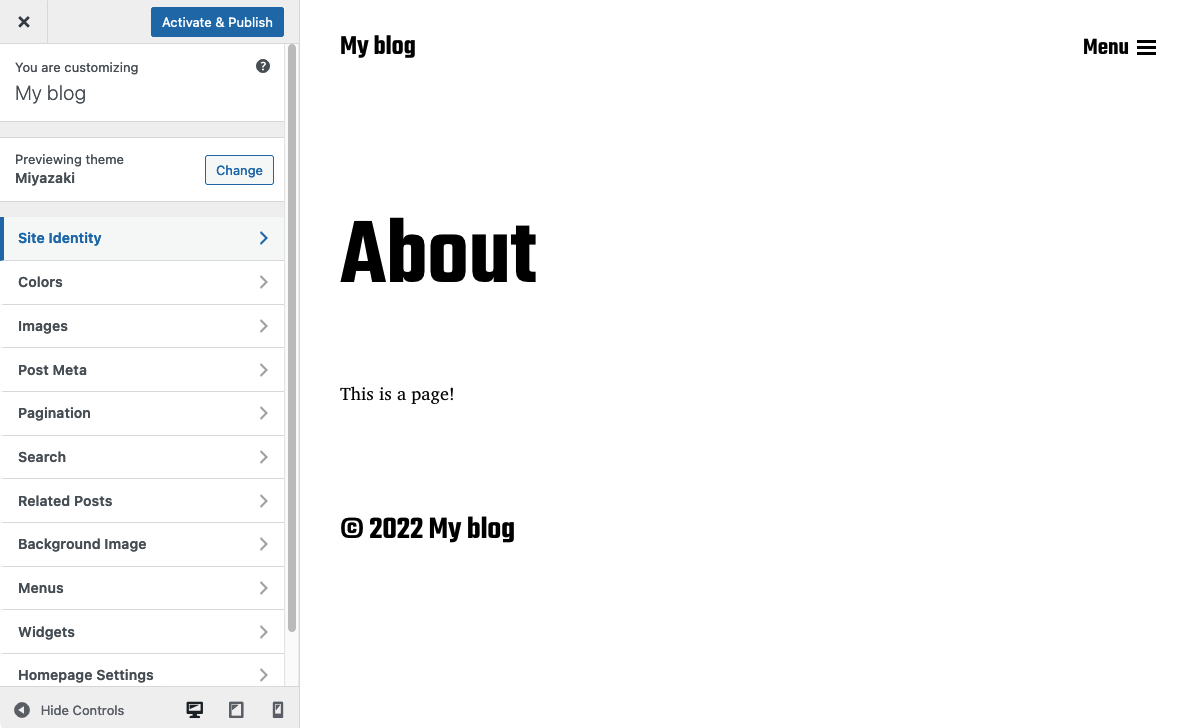 Activate & Publish
You are customizing
My blog
Previewing theme
Miyazaki
Change
Site Identity
Colors
Images
Post Meta
Pagination
Search
Related Posts
Background Image
Menus
Widgets
Homepage Settings
Hide Controls
My blog
Menu
About
This is a page!
© 2022 My blog